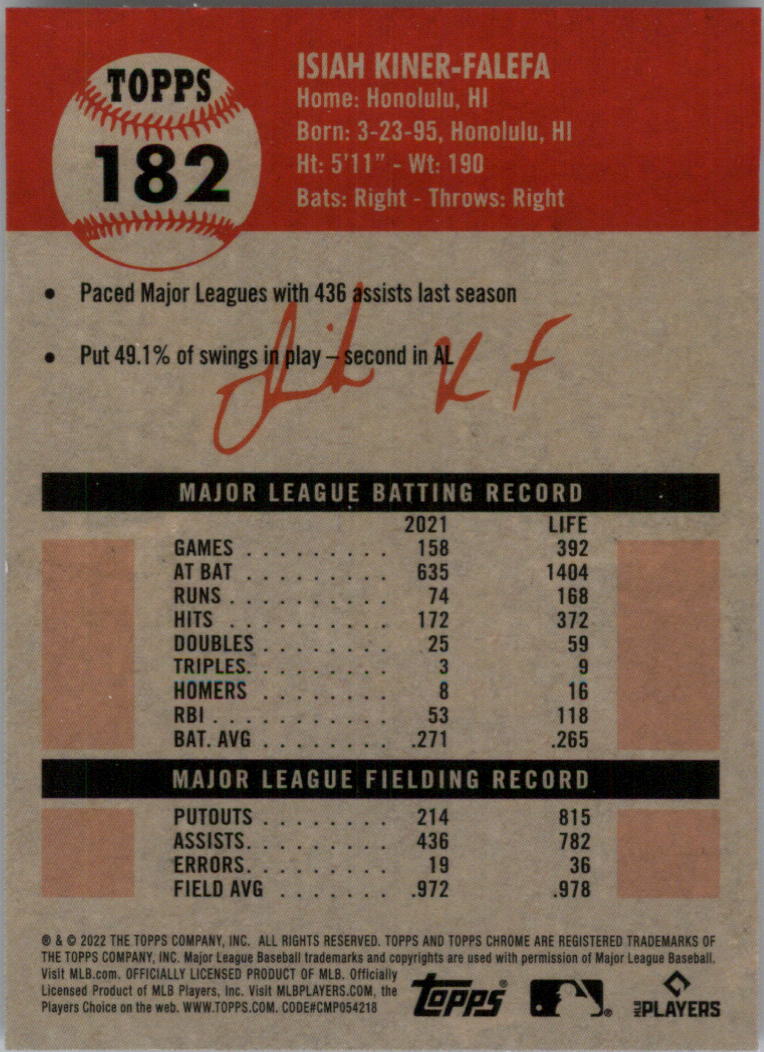 TOPPS
182
ISIAH KINER-FALEFA
Home: Honolulu, HI
Born: 3-23-95, Honolulu, HI
Ht: 5'11" - Wt: 190
Bats: Right - Throws: Right
• Paced Major Leagues with 436 assists last season
• Put 49.1% of swings in play – second in AL
Isiah K F
MAJOR LEAGUE BATTING RECORD
2021 LIFE
GAMES . . . . . . . . . 158 392
AT BAT . . . . . . . . . 635 1404
RUNS . . . . . . . . . . 74 168
HITS . . . . . . . . . . 172 372
DOUBLES . . . . . . . . 25 59
TRIPLES. . . . . . . . . 3 9
HOMERS . . . . . . . . 8 16
RBI . . . . . . . . . . . 53 118
BAT. AVG . . . . . . . . .271 .265
MAJOR LEAGUE FIELDING RECORD
PUTOUTS . . . . . . . . 214 815
ASSISTS. . . . . . . . . 436 782
ERRORS. . . . . . . . . 19 36
FIELD AVG . . . . . . . .972 .978
® & © 2022 THE TOPPS COMPANY, INC. ALL RIGHTS RESERVED. TOPPS AND TOPPS CHROME ARE REGISTERED TRADEMARKS OF
THE TOPPS COMPANY, INC. Major League Baseball trademarks and copyrights are used with permission of Major League Baseball.
Visit MLB.com. OFFICIALLY LICENSED PRODUCT OF MLB. Officially
Licensed Product of MLB Players, Inc. Visit MLBPLAYERS.COM, the
Players Choice on the web. WWW.TOPPS.COM. CODE#CMP054218
topps®
MLB PLAYERS